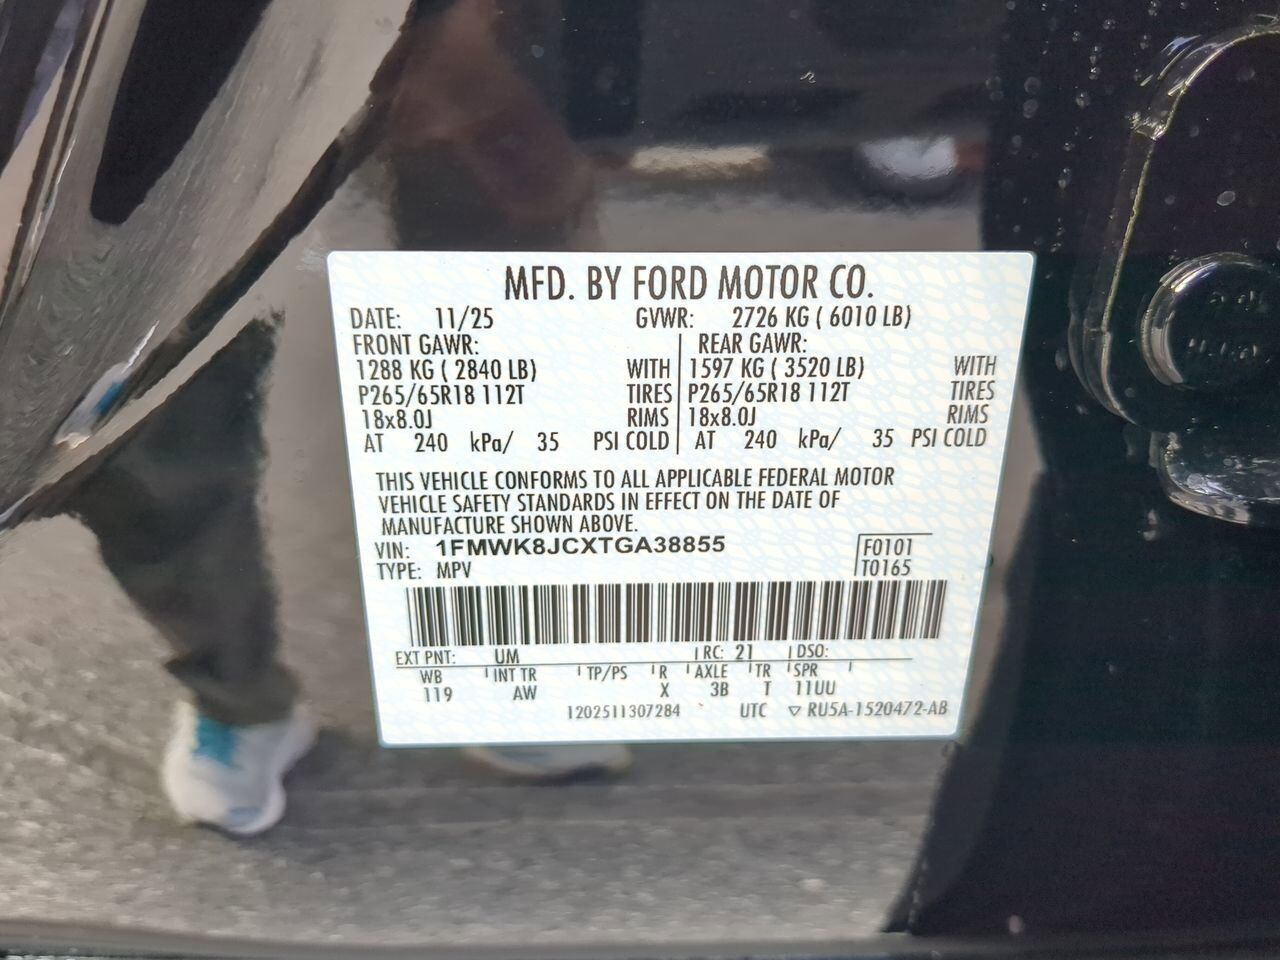 MFD. BY FORD MOTOR CO.
DATE: 11/25 GVWR: 2726 KG ( 6010 LB)
FRONT GAWR: REAR GAWR:
1288 KG ( 2840 LB) WITH 1597 KG ( 3520 LB) WITH
P265/65R18 112T TIRES P265/65R18 112T TIRES
18x8.0J RIMS 18x8.0J RIMS
AT 240 kPa/ 35 PSI COLD AT 240 kPa/ 35 PSI COLD
THIS VEHICLE CONFORMS TO ALL APPLICABLE FEDERAL MOTOR
VEHICLE SAFETY STANDARDS IN EFFECT ON THE DATE OF
MANUFACTURE SHOWN ABOVE.
VIN: 1FMWK8JCXTGA38855 F0101
TYPE: MPV T0165
EXT PNT: UM RC: 21 DSO:
WB INT TR TP/PS R AXLE TR SPR
119 AW X 3B T 11UU
1202511307284 UTC ▽ RU5A-1520472-AB